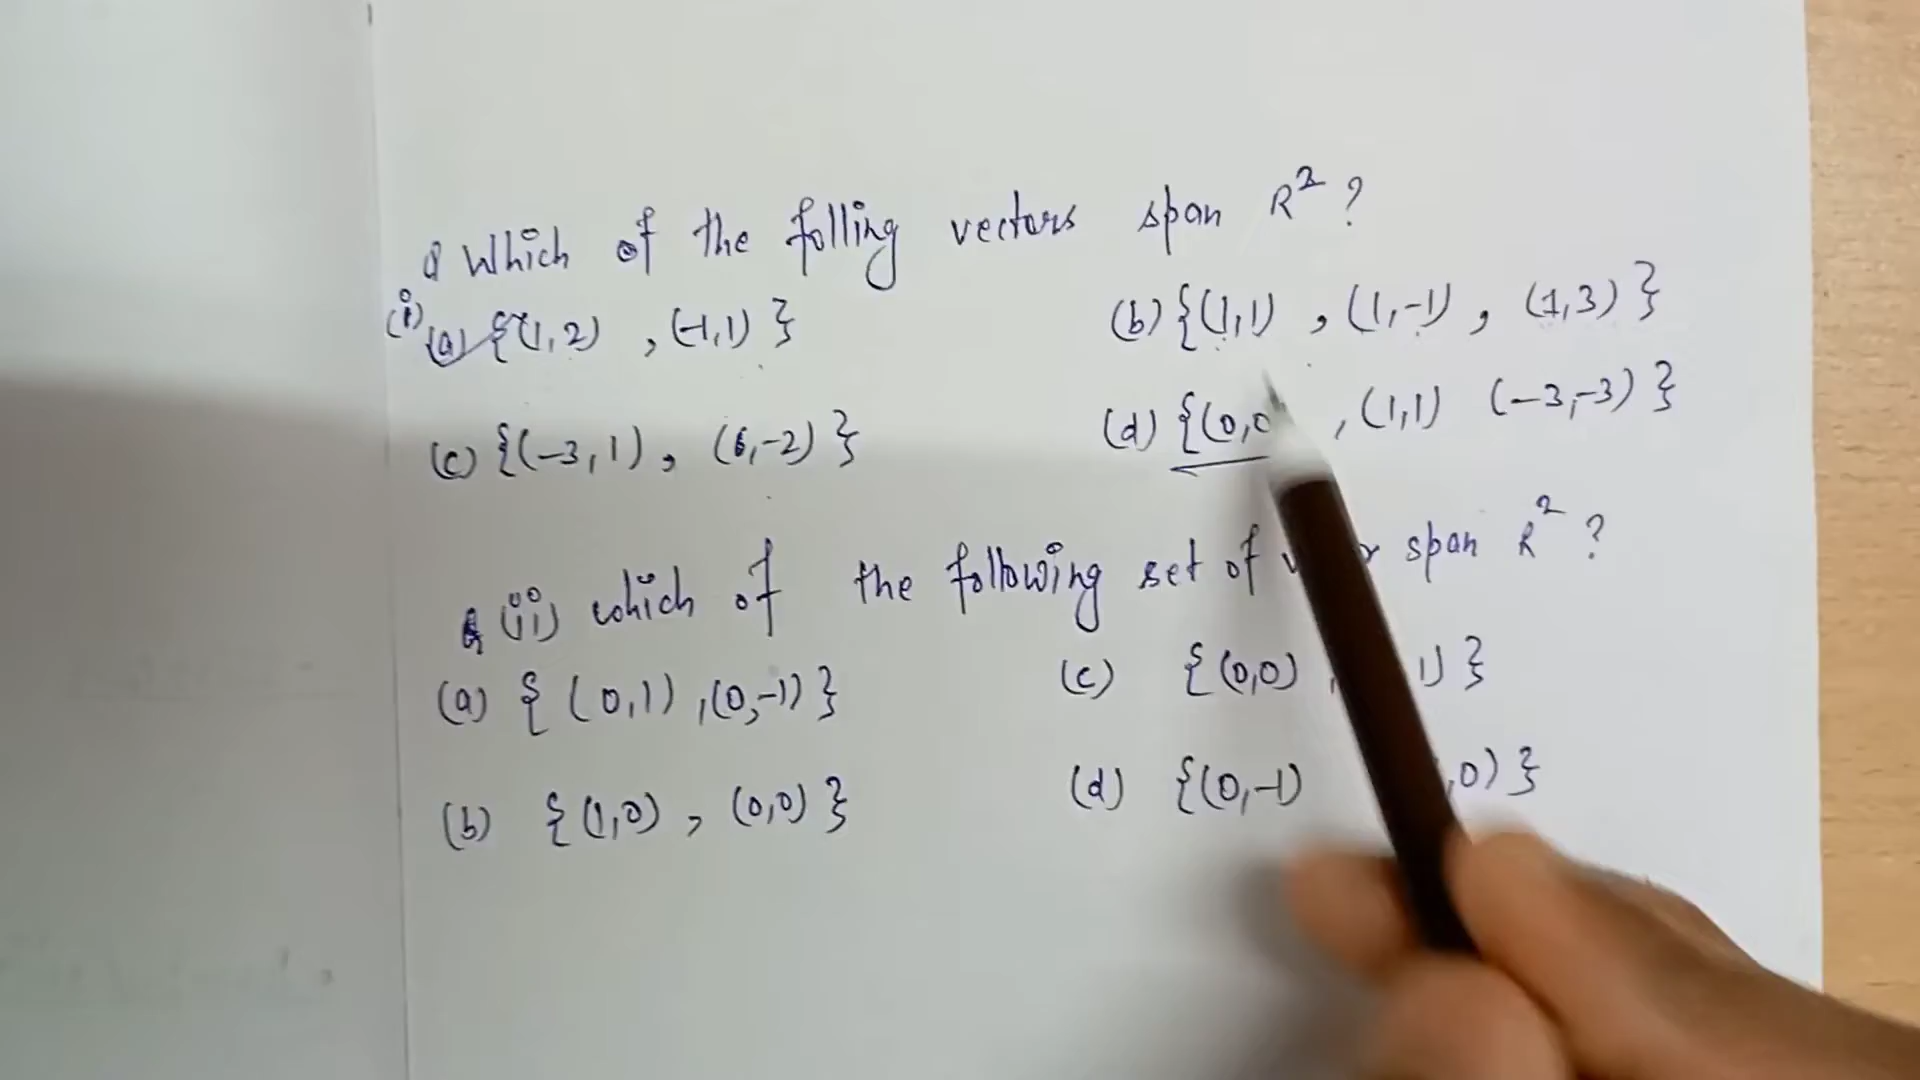 Q Which of the folling vectors span R² ?
(i) (a) {(1,2) , (-1,1) } (b) {(1,1) , (1,-1) , (1,3) }
(c) {(-3,1) , (6,-2) } (d) {(0,0 , (1,1) (-3,-3) }
(ii) which of the following set of span R² ?
(a) { (0,1) , (0,-1) } (c) {(0,0) , 1) }
(b) {(1,0) , (0,0) } (d) {(0,-1) ,0) }